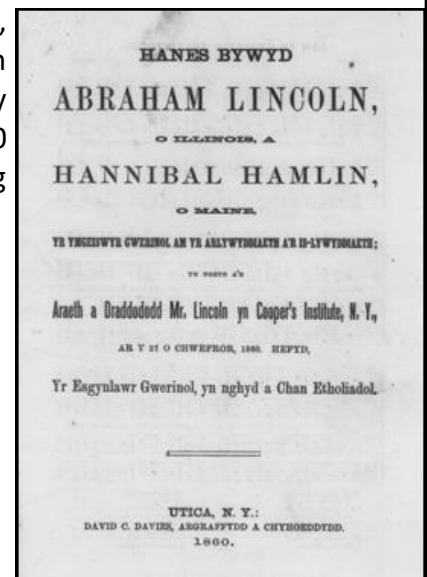 ,
n
y
0
g
HANES BYWYD
ABRAHAM LINCOLN,
O ILLINOIS, A
HANNIBAL HAMLIN,
O MAINE,
YR YMGEISWYR GWERINOL AM YR ARLYWYDDIAETH A'R IS-LYWYDDIAETH;
YN NGHYD A'R
Araeth a Draddododd Mr. Lincoln yn Cooper's Institute, N. Y.,
AR Y 27 O CHWEFROR, 1860. HEFYD,
Yr Esgynlawr Gwerinol, yn nghyd a Chan Etholiadol.
UTICA, N. Y.:
DAVID C. DAVIES, ARGRAFFYDD A CHYHOEDDYDD.
1860.